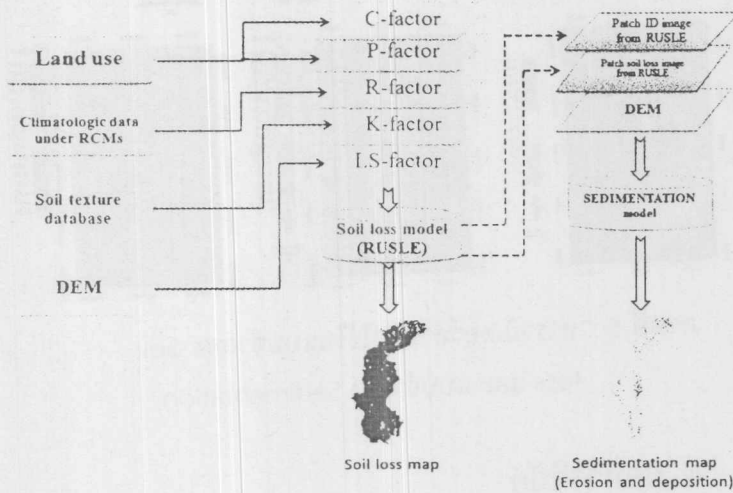 Land use
Climatologic data
under RCMs
Soil texture
database
DEM
C-factor
P-factor
R-factor
K-factor
LS-factor
Soil loss model
(RUSLE)
Soil loss map
Patch ID image
from RUSLE
Patch soil loss image
from RUSLE
DEM
SEDIMENTATION
model
Sedimentation map
(Erosion and deposition)